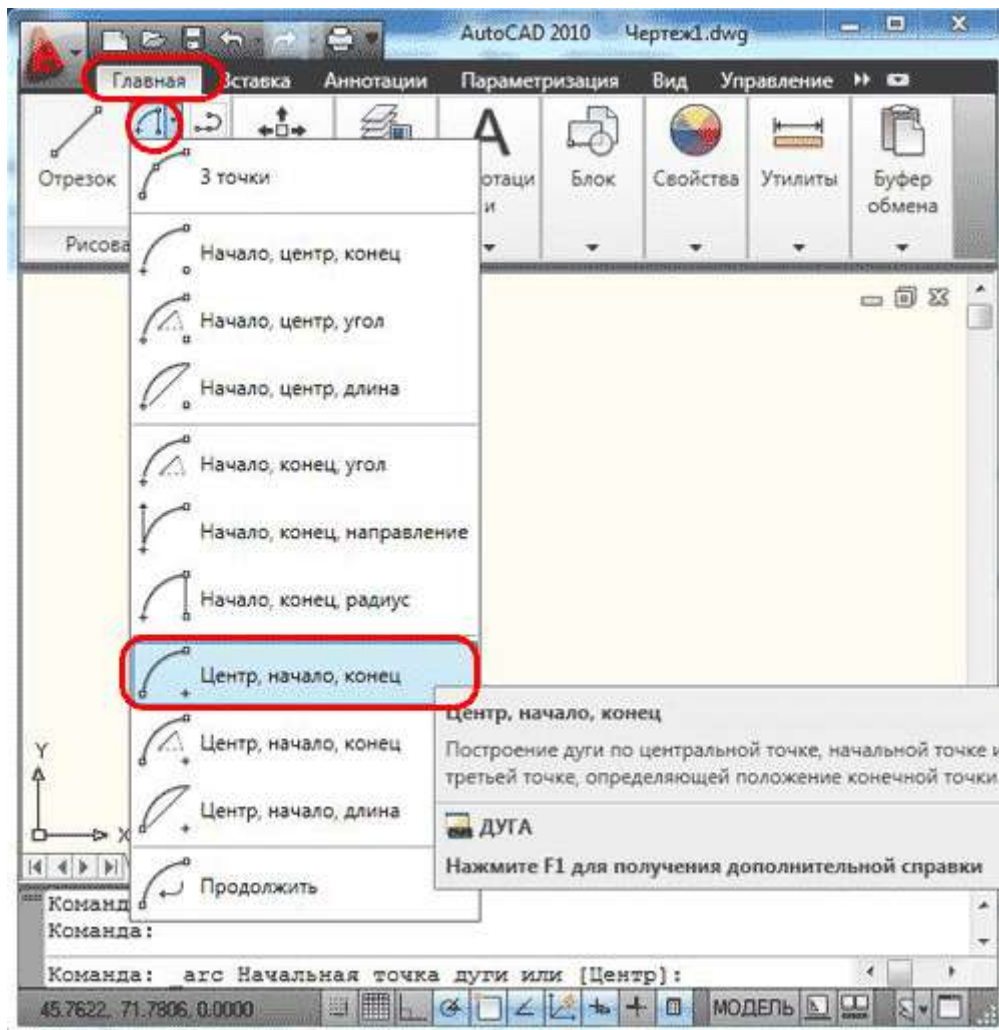 AutoCAD 2010 Чертеж1.dwg
Главная Вставка Аннотации Параметризация Вид Управление
Отрезок
Рисова
A
отаци
и
Блок
Свойства
Утилиты
Буфер
обмена
3 точки
Начало, центр, конец
Начало, центр, угол
Начало, центр, длина
Начало, конец, угол
Начало, конец, направление
Начало, конец, радиус
Центр, начало, конец
Центр, начало, конец
Центр, начало, длина
Продолжить
Центр, начало, конец
Построение дуги по центральной точке, начальной точке и
третьей точке, определяющей положение конечной точки
ДУГА
Нажмите F1 для получения дополнительной справки
Y
X
Команд
Команда:
Команда: _arc Начальная точка дуги или [Центр]:
45.7622, 71.7806, 0.0000 МОДЕЛЬ